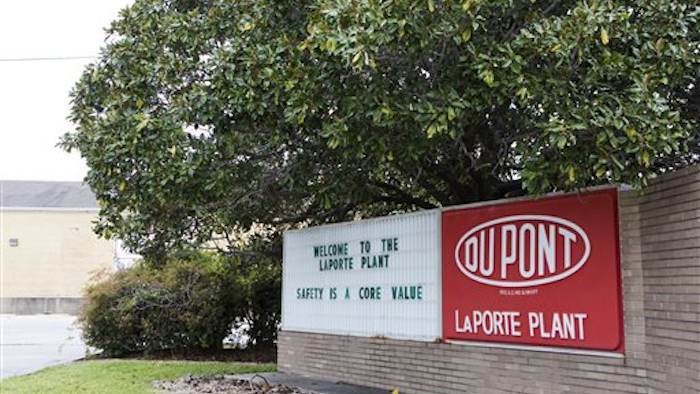 WELCOME TO THE
LAPORTE PLANT
SAFETY IS A CORE VALUE
DU PONT
LAPORTE PLANT